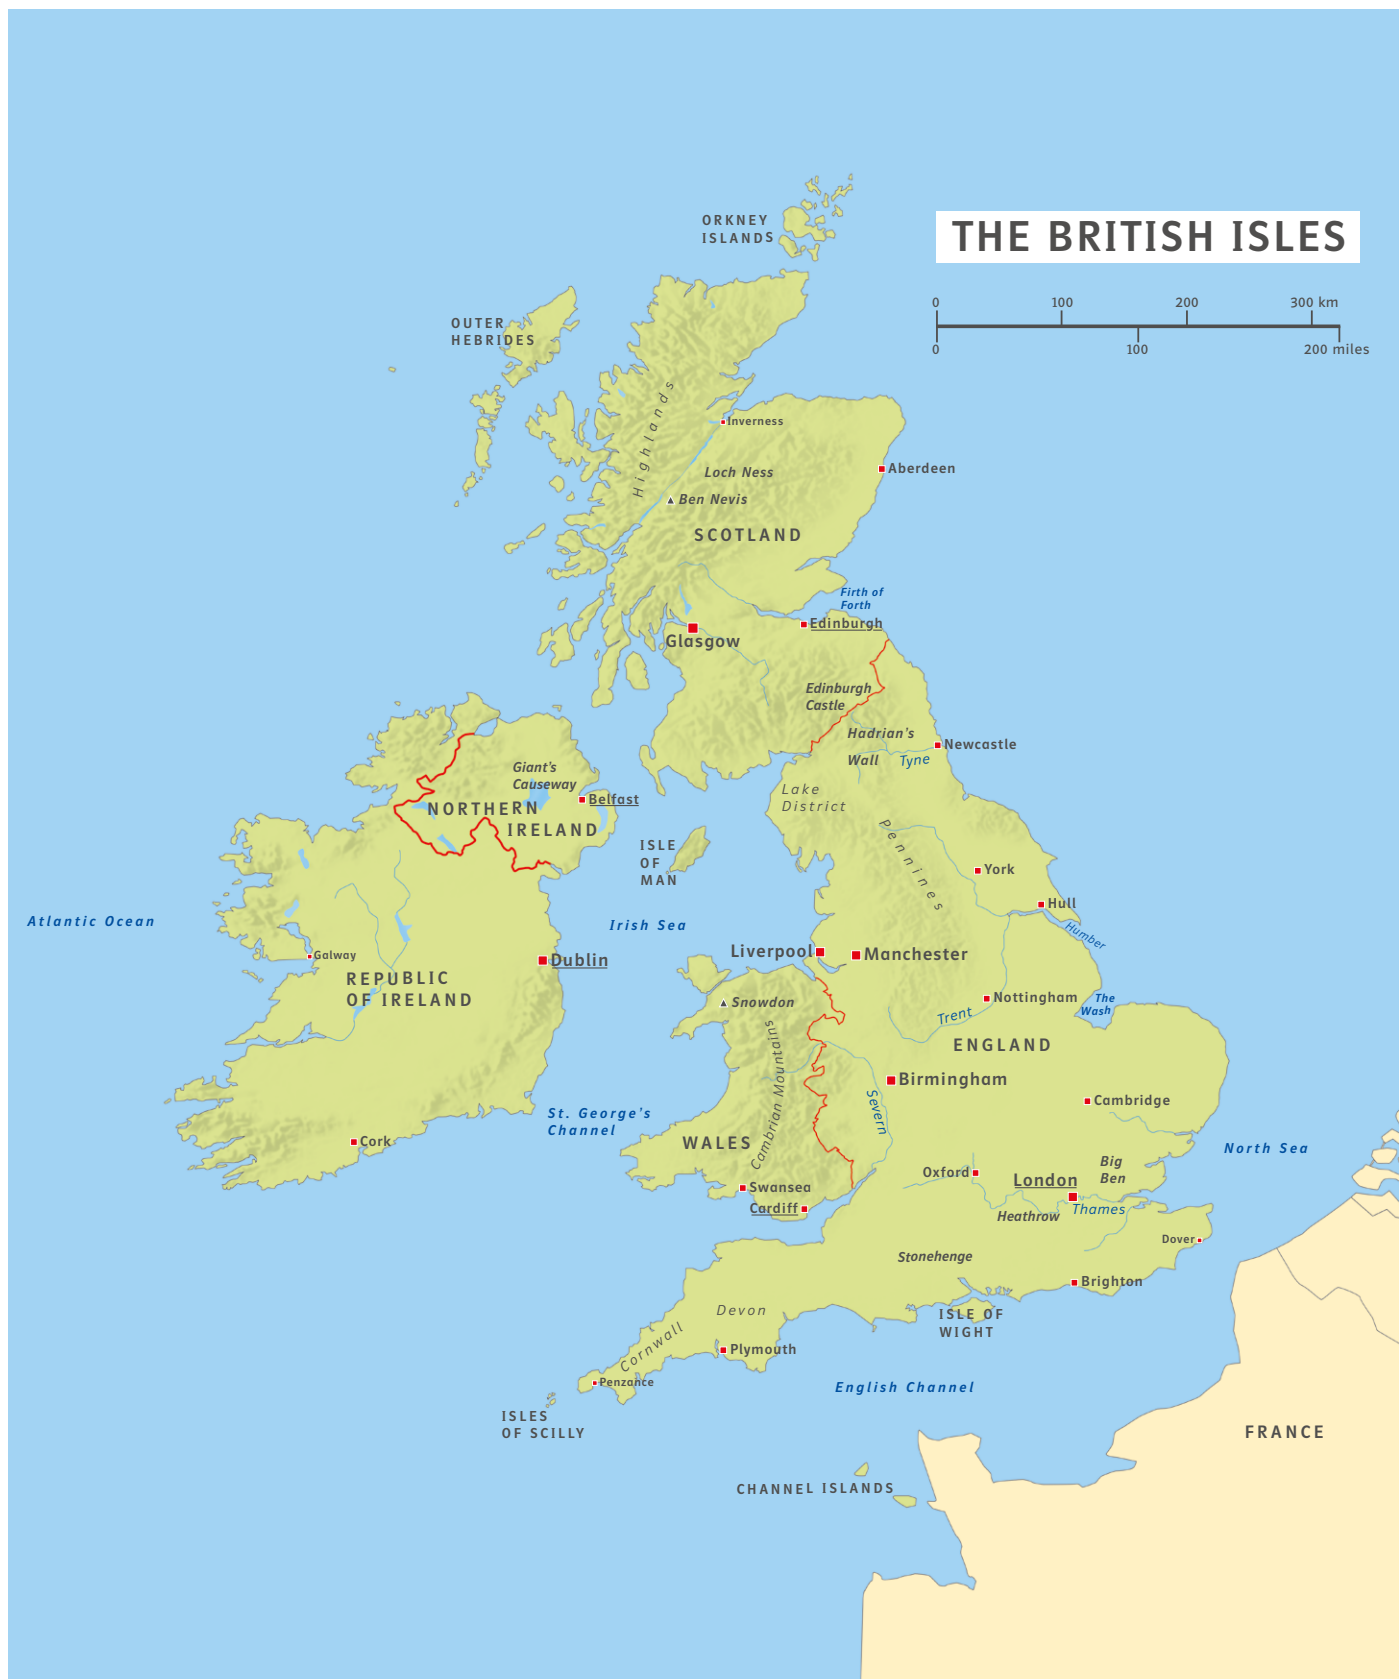 ORKNEY
ISLANDS
THE BRITISH ISLES
0 100 200 300 km
0 100 200 miles
OUTER
HEBRIDES
Highlands
Inverness
Loch Ness
Aberdeen
Ben Nevis
SCOTLAND
Firth of
Forth
Edinburgh
Glasgow
Edinburgh
Castle
Hadrian's
Wall
Tyne
Newcastle
Giant's
Causeway
Belfast
NORTHERN
IRELAND
Lake
District
Pennines
ISLE
OF
MAN
York
Hull
Humber
Atlantic Ocean
Irish Sea
Liverpool
Manchester
Galway
Dublin
REPUBLIC
OF IRELAND
Snowdon
Nottingham
The
Wash
Trent
Cambrian Mountains
ENGLAND
Birmingham
Severn
Cambridge
St. George's
Channel
Cork
WALES
North Sea
Big
Ben
Oxford
London
Swansea
Cardiff
Thames
Heathrow
Dover
Stonehenge
Brighton
Devon
ISLE OF
WIGHT
Cornwall
Plymouth
Penzance
English Channel
ISLES
OF SCILLY
FRANCE
CHANNEL ISLANDS